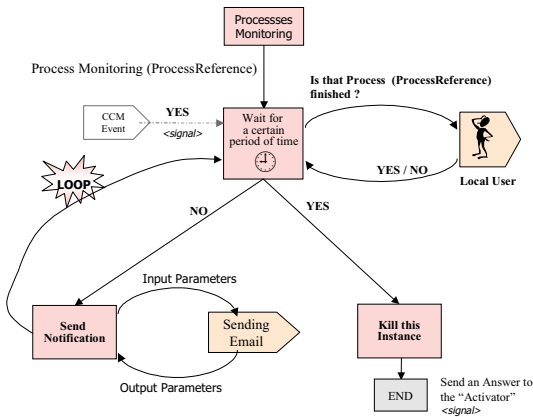 Processses
Monitoring
Process Monitoring (ProcessReference)
Is that Process (ProcessReference)
finished ?
CCM
Event
YES
<signal>
Wait for
a certain
period of time
YES / NO
Local User
LOOP
NO
YES
Input Parameters
Send
Notification
Sending
Email
Output Parameters
Kill this
Instance
END
Send an Answer to
the “Activator”
<signal>